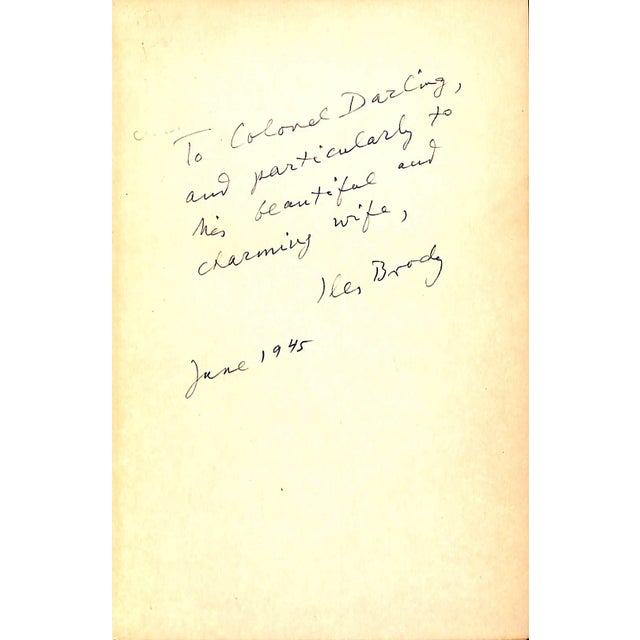 To Colonel Darling,
and particularly to
his beautiful and
charming wife,
Iles Brody
June 1945